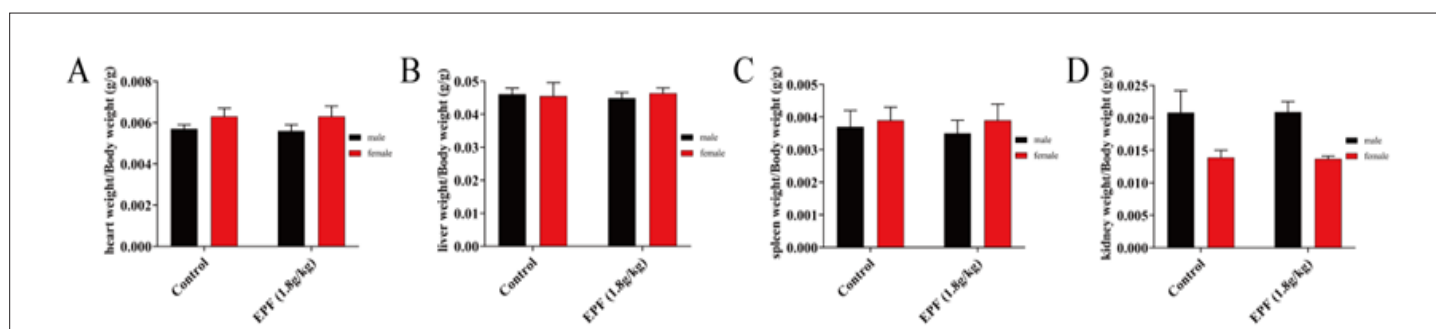 A
heart weight/Body weight (g/g)
0.008
0.006
0.004
0.002
0.000
Control
EPF (1.8g/kg)
male
female
B
liver weight/Body weight (g/g)
0.05
0.04
0.03
0.02
0.01
0.00
Control
EPF (1.8g/kg)
male
female
C
spleen weight/Body weight (g/g)
0.005
0.004
0.003
0.002
0.001
0.000
Control
EPF (1.8g/kg)
male
female
D
kidney weight/Body weight (g/g)
0.025
0.020
0.015
0.010
0.005
0.000
Control
EPF (1.8g/kg)
male
female